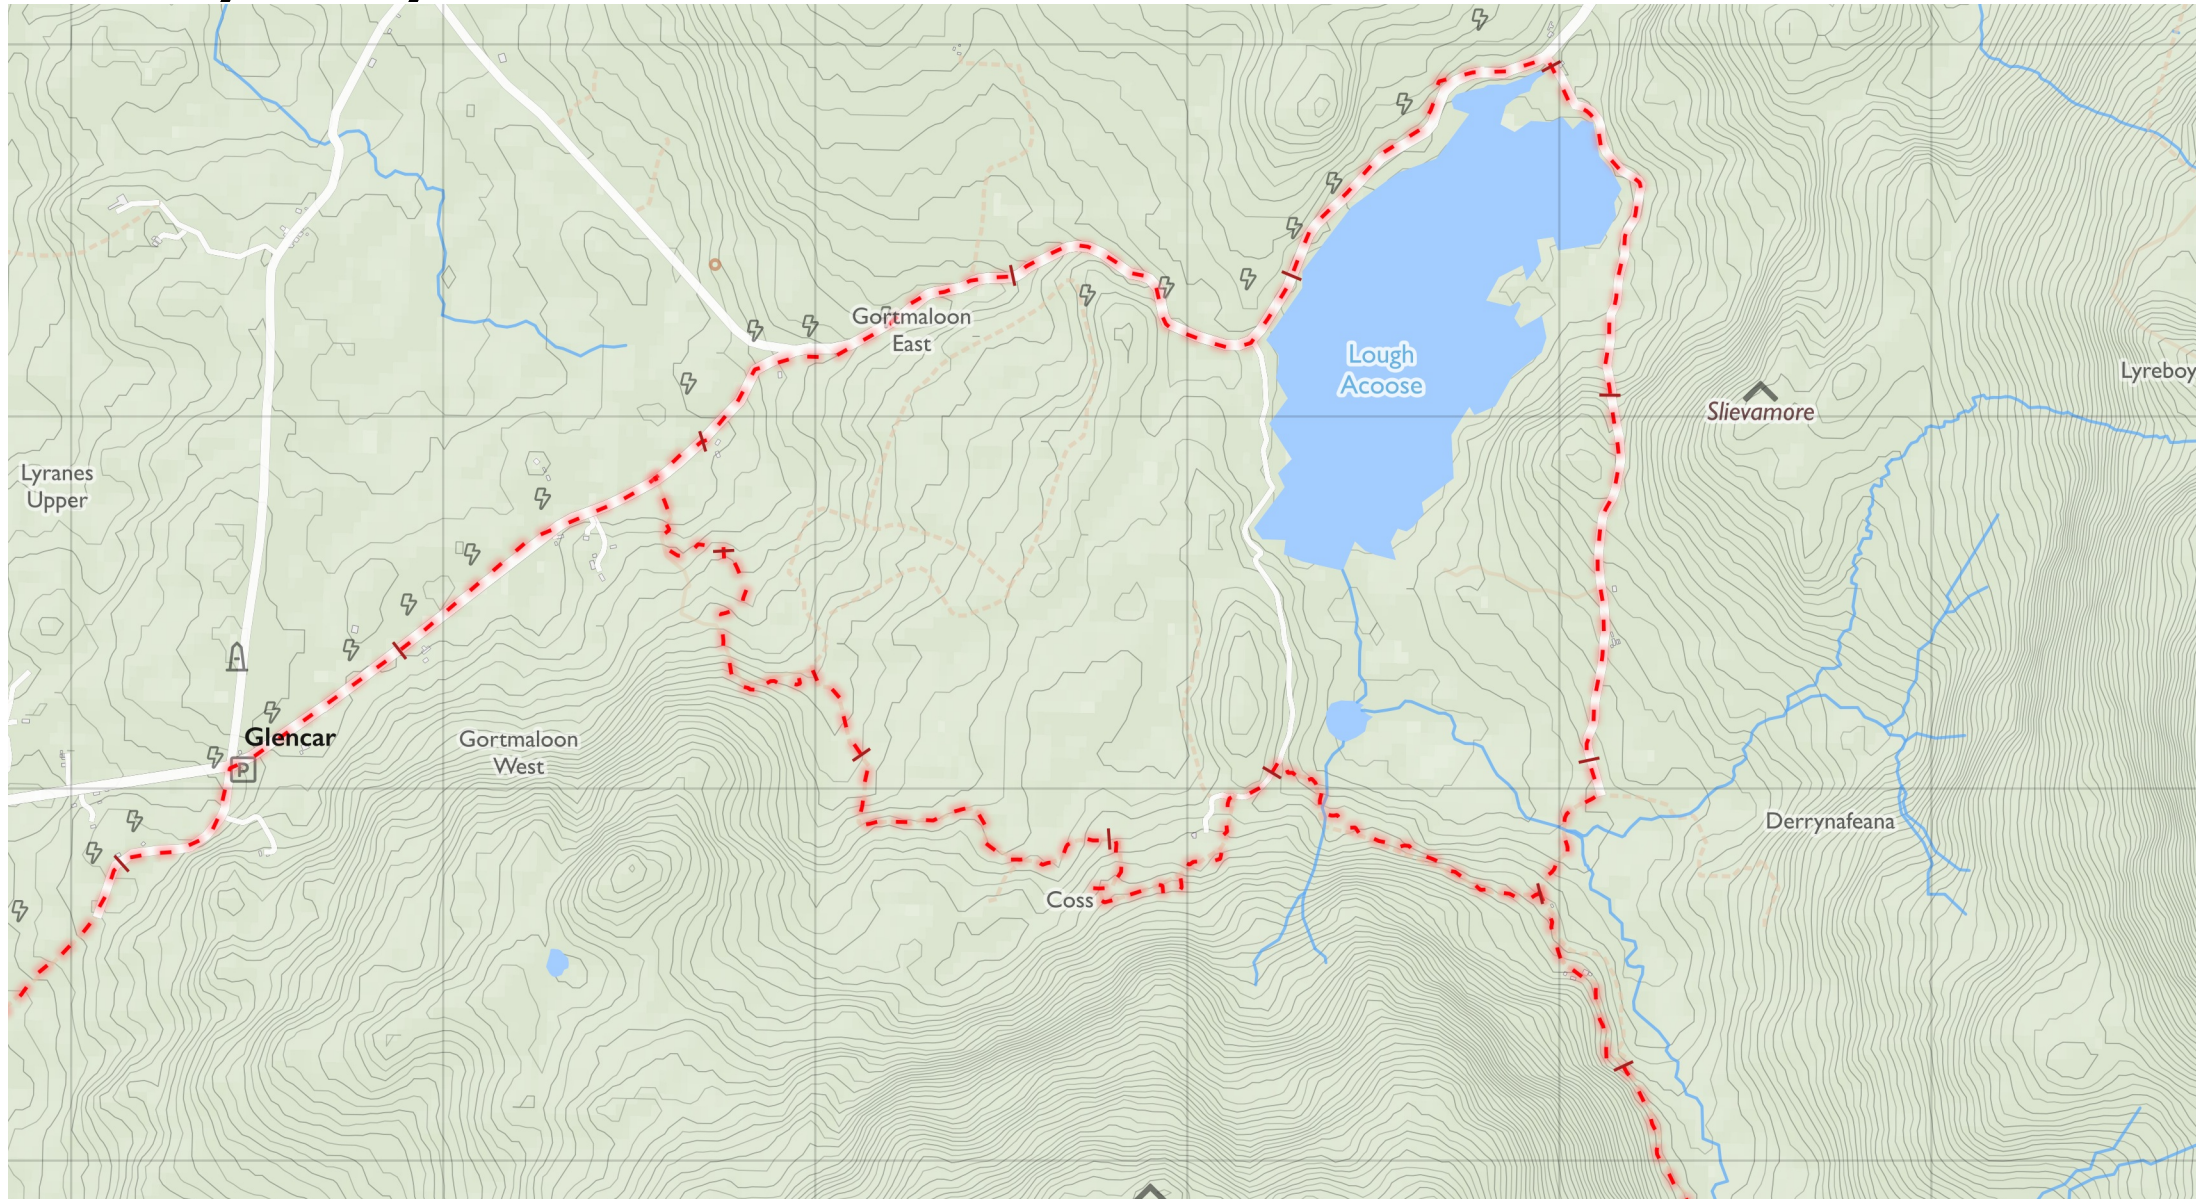 Gortmaloon
East
Lough
Acoose
Lyreboy
Slievamore
Lyranes
Upper
Glencar
P
Gortmaloon
West
Derrynafeana
Coss